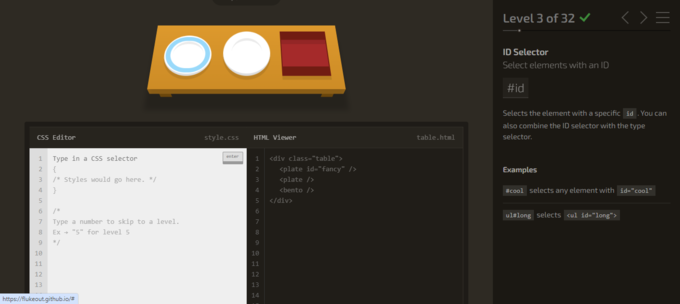 Level 3 of 32
ID Selector
Select elements with an ID
#id
Selects the element with a specific id. You can
also combine the ID selector with the type
selector.
Examples
#cool selects any element with id="cool"
ul#long selects <ul id="long">
CSS Editor style.css HTML Viewer table.html
1 Type in a CSS selector enter
2 {
3 /* Styles would go here. */
4 }
5
6 /*
7 Type a number to skip to a level.
8 Ex → "5" for level 5
9 */
10
11
12
13
1 <div class="table">
2 <plate id="fancy" />
3 <plate />
4 <bento />
5 </div>
6
7
8
9
10
11
12
13
14
https://flukeout.github.io/#